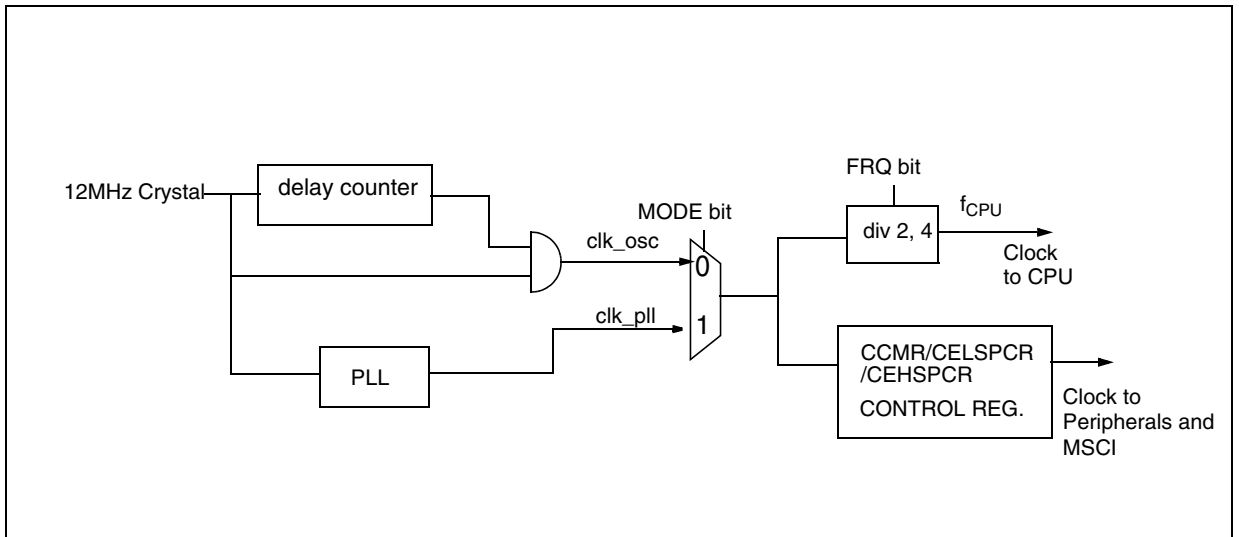 12MHz Crystal
delay counter
PLL
clk_osc
clk_pll
MODE bit
0
1
FRQ bit
div 2, 4
fCPU
Clock
to CPU
CCMR/CELSPCR
/CEHSPCR
CONTROL REG.
Clock to
Peripherals and
MSCI